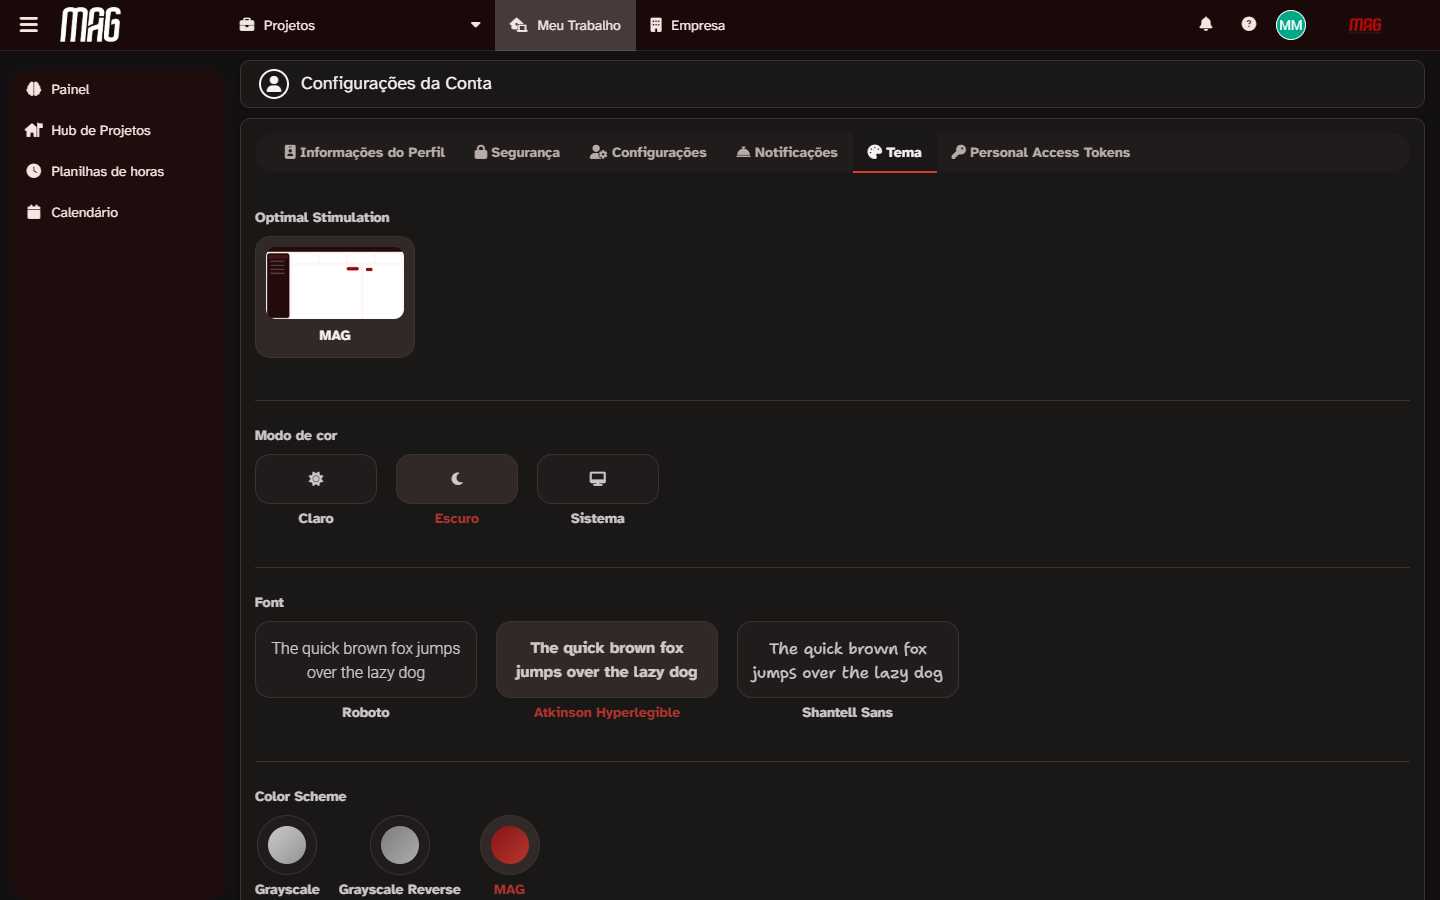 MAG
Projetos
Meu Trabalho
Empresa
MM
MAG
Painel
Hub de Projetos
Planilhas de horas
Calendário
Configurações da Conta
Informações do Perfil
Segurança
Configurações
Notificações
Tema
Personal Access Tokens
Optimal Stimulation
MAG
Modo de cor
Claro
Escuro
Sistema
Font
The quick brown fox jumps
over the lazy dog
Roboto
The quick brown fox
jumps over the lazy dog
Atkinson Hyperlegible
The quick brown fox
jumps over the lazy dog
Shantell Sans
Color Scheme
Grayscale
Grayscale Reverse
MAG